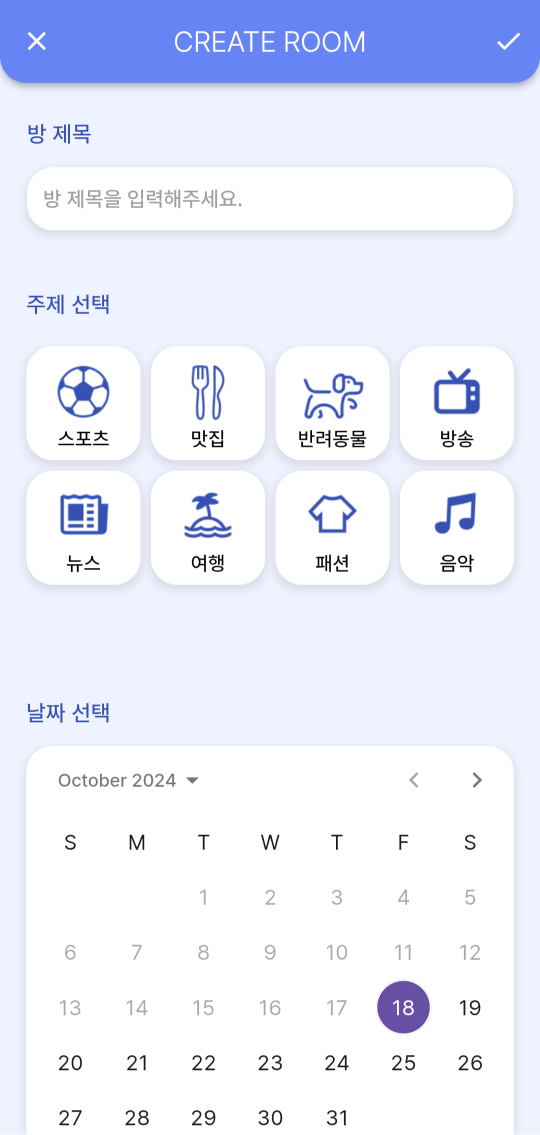 CREATE ROOM
방 제목
방 제목을 입력해주세요.
주제 선택
스포츠 맛집 반려동물 방송
뉴스 여행 패션 음악
날짜 선택
October 2024
S M T W T F S
1 2 3 4 5
6 7 8 9 10 11 12
13 14 15 16 17 18 19
20 21 22 23 24 25 26
27 28 29 30 31